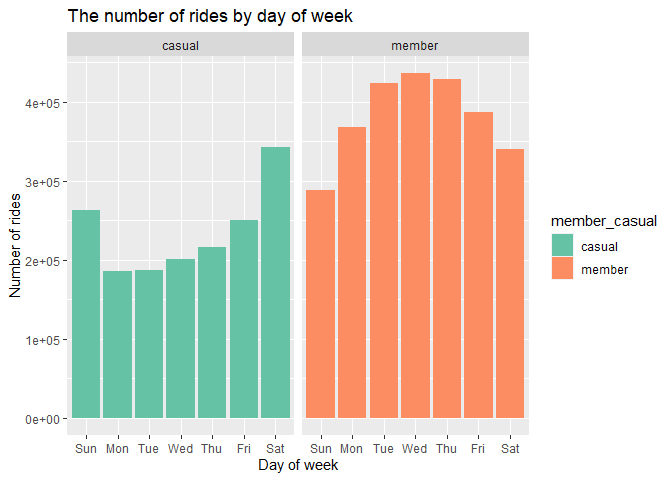 The number of rides by day of week
casual
member
Number of rides
4e+05
3e+05
2e+05
1e+05
0e+00
Sun Mon Tue Wed Thu Fri Sat
Sun Mon Tue Wed Thu Fri Sat
Day of week
member_casual
casual
member